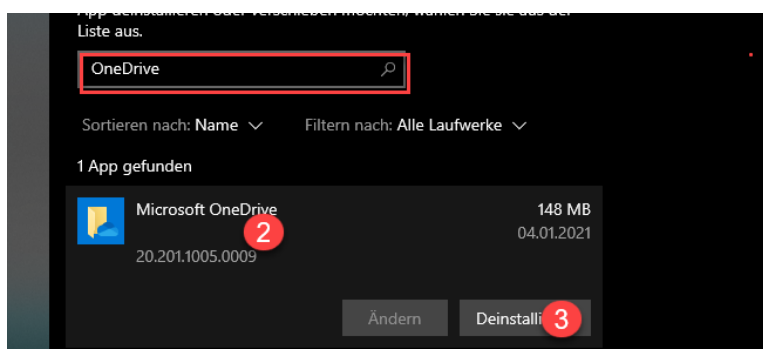 Liste aus.
OneDrive
Sortieren nach: Name Filtern nach: Alle Laufwerke
1 App gefunden
Microsoft OneDrive 148 MB
2 04.01.2021
20.201.1005.0009
Ändern 3